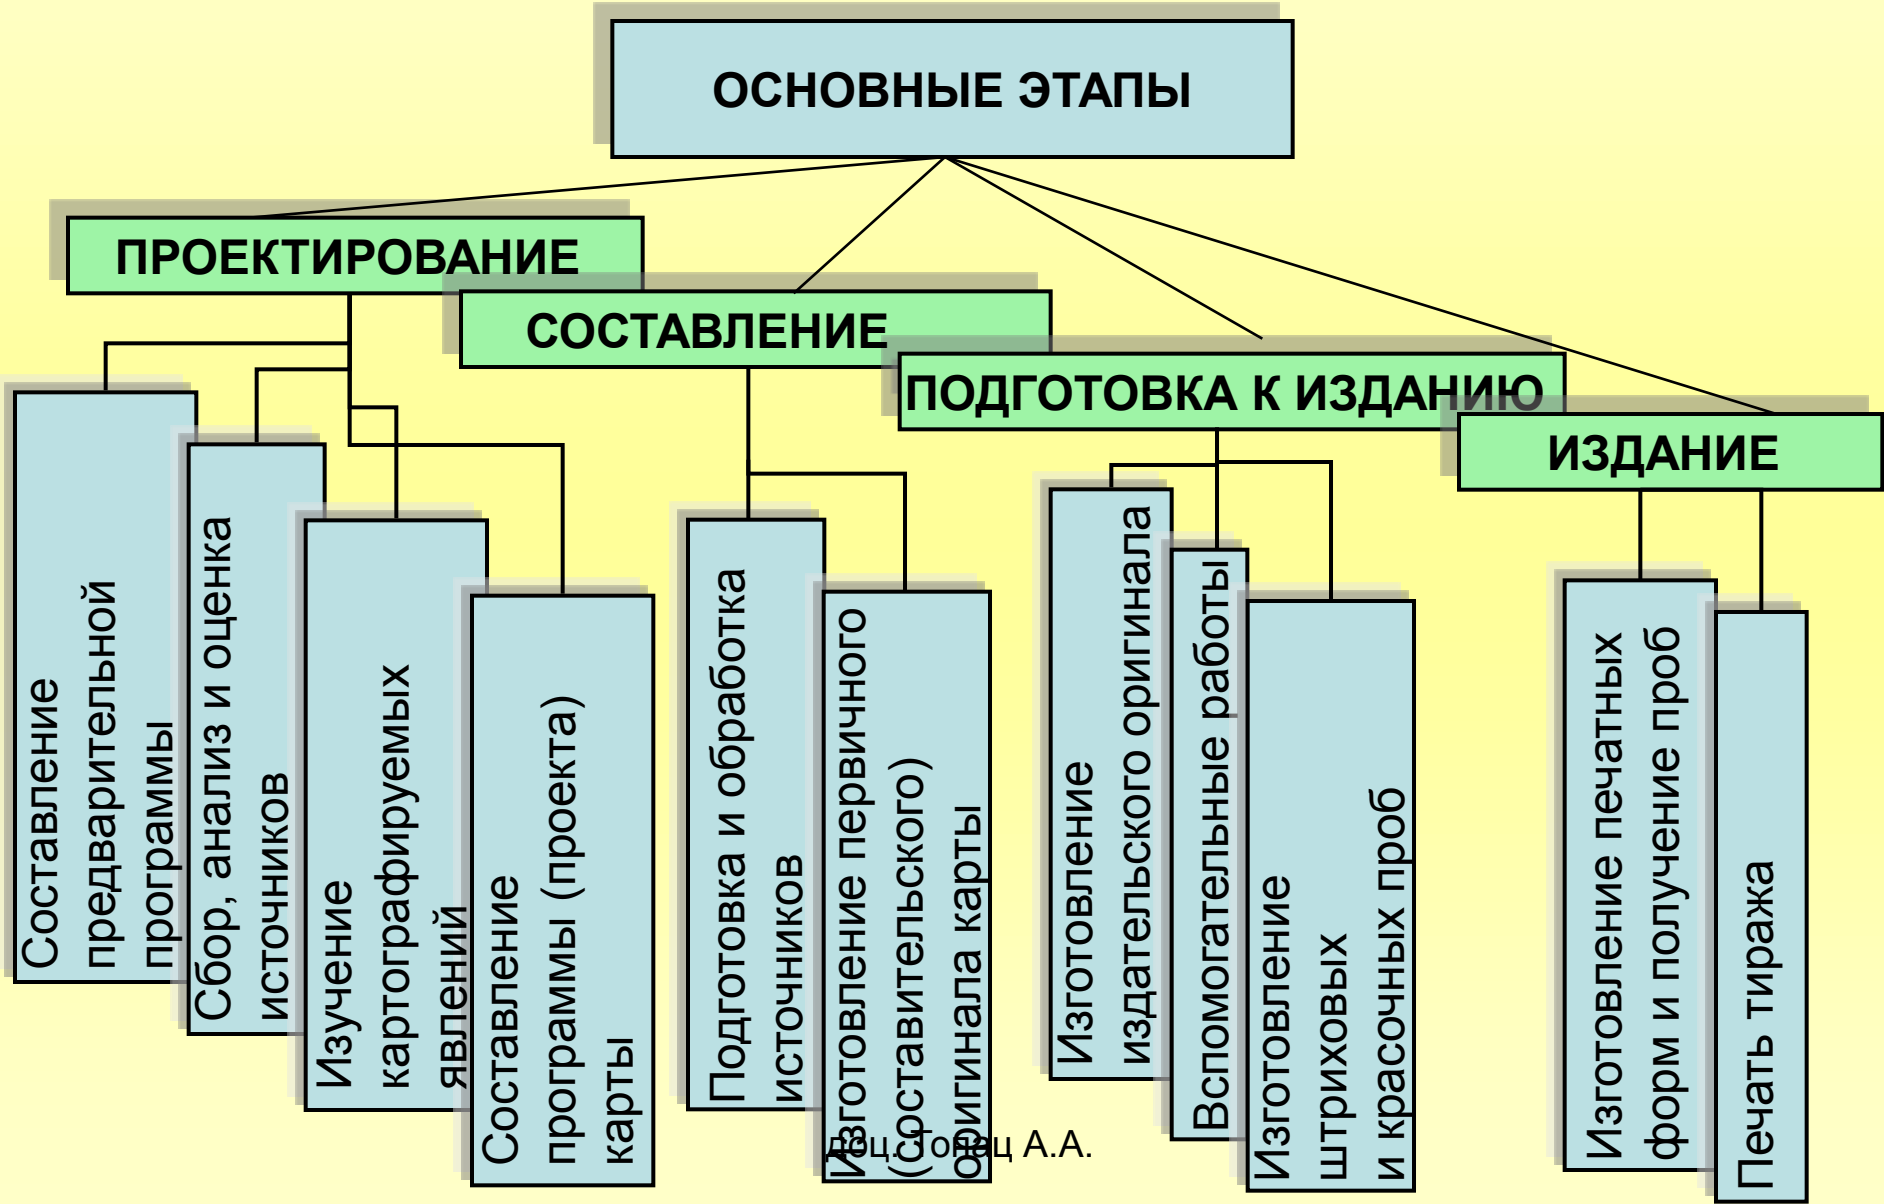 ОСНОВНЫЕ ЭТАПЫ
ПРОЕКТИРОВАНИЕ
СОСТАВЛЕНИЕ
ПОДГОТОВКА К ИЗДАНИЮ
ИЗДАНИЕ
Составление
предварительной
программы
Сбор, анализ и оценка
источников
Изучение
картографируемых
явлений
Составление
программы (проекта)
карты
Подготовка и обработка
источников
Изготовление первичного
(составительского)
оригинала карты
Изготовление
издательского оригинала
Вспомогательные работы
Изготовление
штриховых
и красочных проб
Изготовление печатных
форм и получение проб
Печать тиража
доц. Топац А.А.